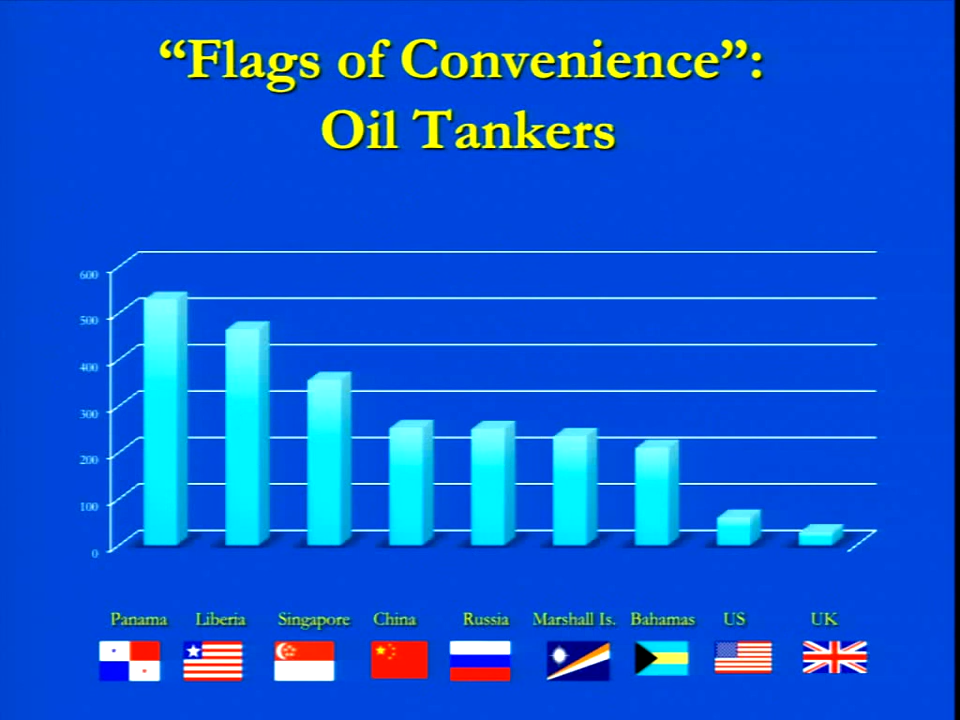 “Flags of Convenience”:
Oil Tankers
600
500
400
300
200
100
0
Panama Liberia Singapore China Russia Marshall Is. Bahamas US UK